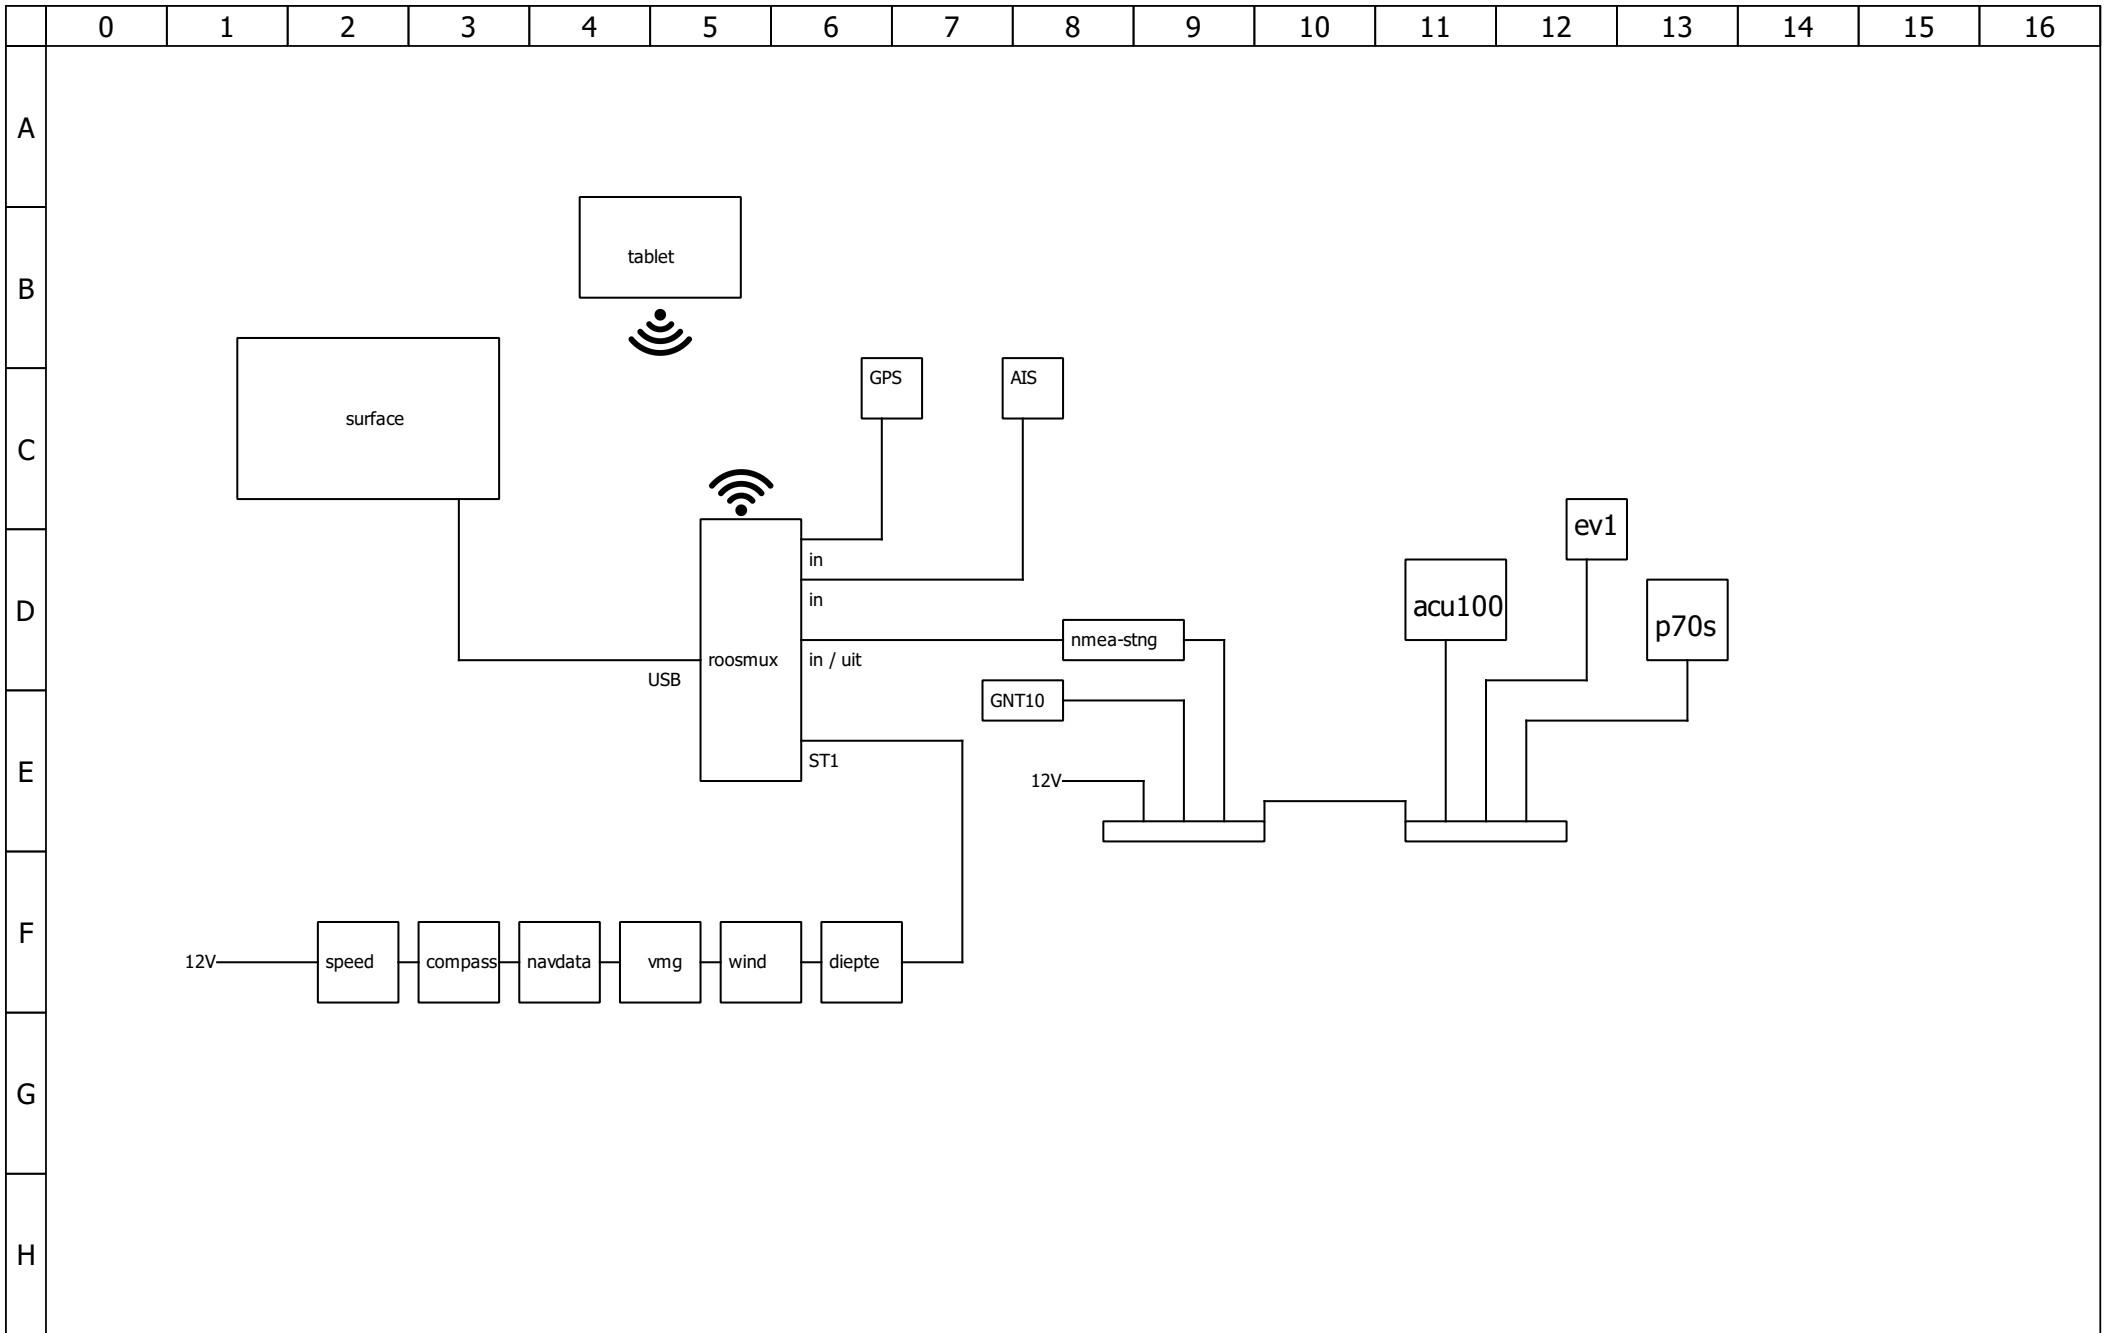 0 1 2 3 4 5 6 7 8 9 10 11 12 13 14 15 16
A
B
C
D
E
F
G
H
tablet
surface
GPS
AIS
in
in
in / uit
ST1
USB
roosmux
nmea-stng
GNT10
12V
acu100
ev1
p70s
12V
speed
compass
navdata
vmg
wind
diepte